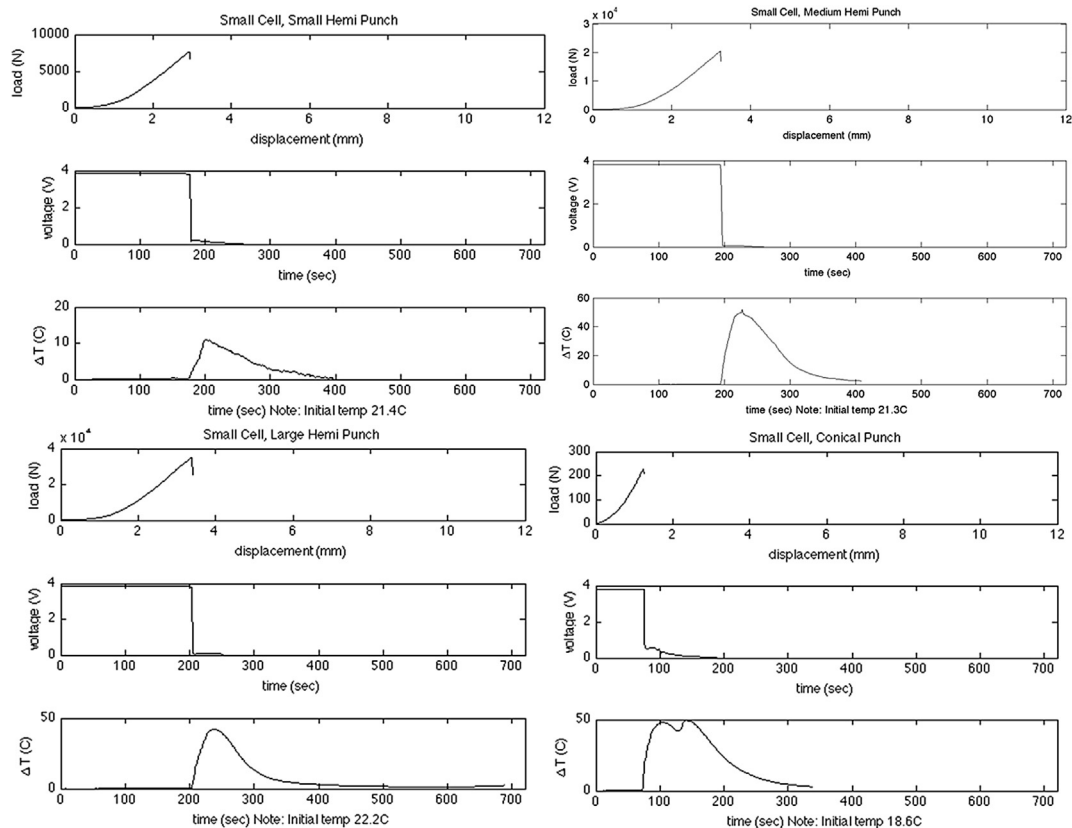 Small Cell, Small Hemi Punch
10000
5000
0
load (N)
0 2 4 6 8 10 12
displacement (mm)
4
2
0
voltage (V)
0 100 200 300 400 500 600 700
time (sec)
20
10
0
Δ T (C)
0 100 200 300 400 500 600 700
time (sec) Note: Initial temp 21.4C
x 10⁴
Small Cell, Medium Hemi Punch
3
2
1
0
load (N)
0 2 4 6 8 10 12
displacement (mm)
4
2
0
voltage (V)
0 100 200 300 400 500 600 700
time (sec)
60
40
20
0
Δ T (C)
0 100 200 300 400 500 600 700
time (sec) Note: Initial temp 21.3C
x 10⁴
Small Cell, Large Hemi Punch
4
2
0
load (N)
0 2 4 6 8 10 12
displacement (mm)
4
2
0
voltage (V)
0 100 200 300 400 500 600 700
time (sec)
50
0
Δ T (C)
0 100 200 300 400 500 600 700
time (sec) Note: Initial temp 22.2C
Small Cell, Conical Punch
300
200
100
0
load (N)
0 2 4 6 8 10 12
displacement (mm)
4
2
0
voltage (V)
0 100 200 300 400 500 600 700
time (sec)
50
0
Δ T (C)
0 100 200 300 400 500 600 700
time (sec) Note: Initial temp 18.6C